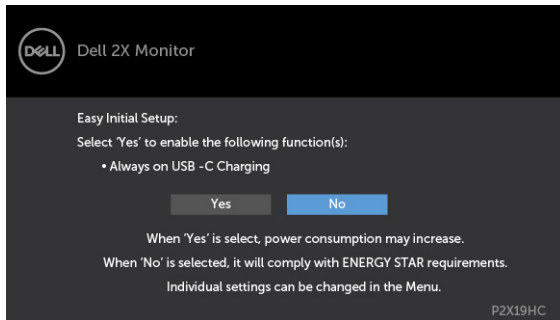 DELL
Dell 2X Monitor
Easy Initial Setup:
Select ‘Yes’ to enable the following function(s):
• Always on USB -C Charging
Yes
No
When ‘Yes’ is select, power consumption may increase.
When ‘No’ is selected, it will comply with ENERGY STAR requirements.
Individual settings can be changed in the Menu.
P2X19HC